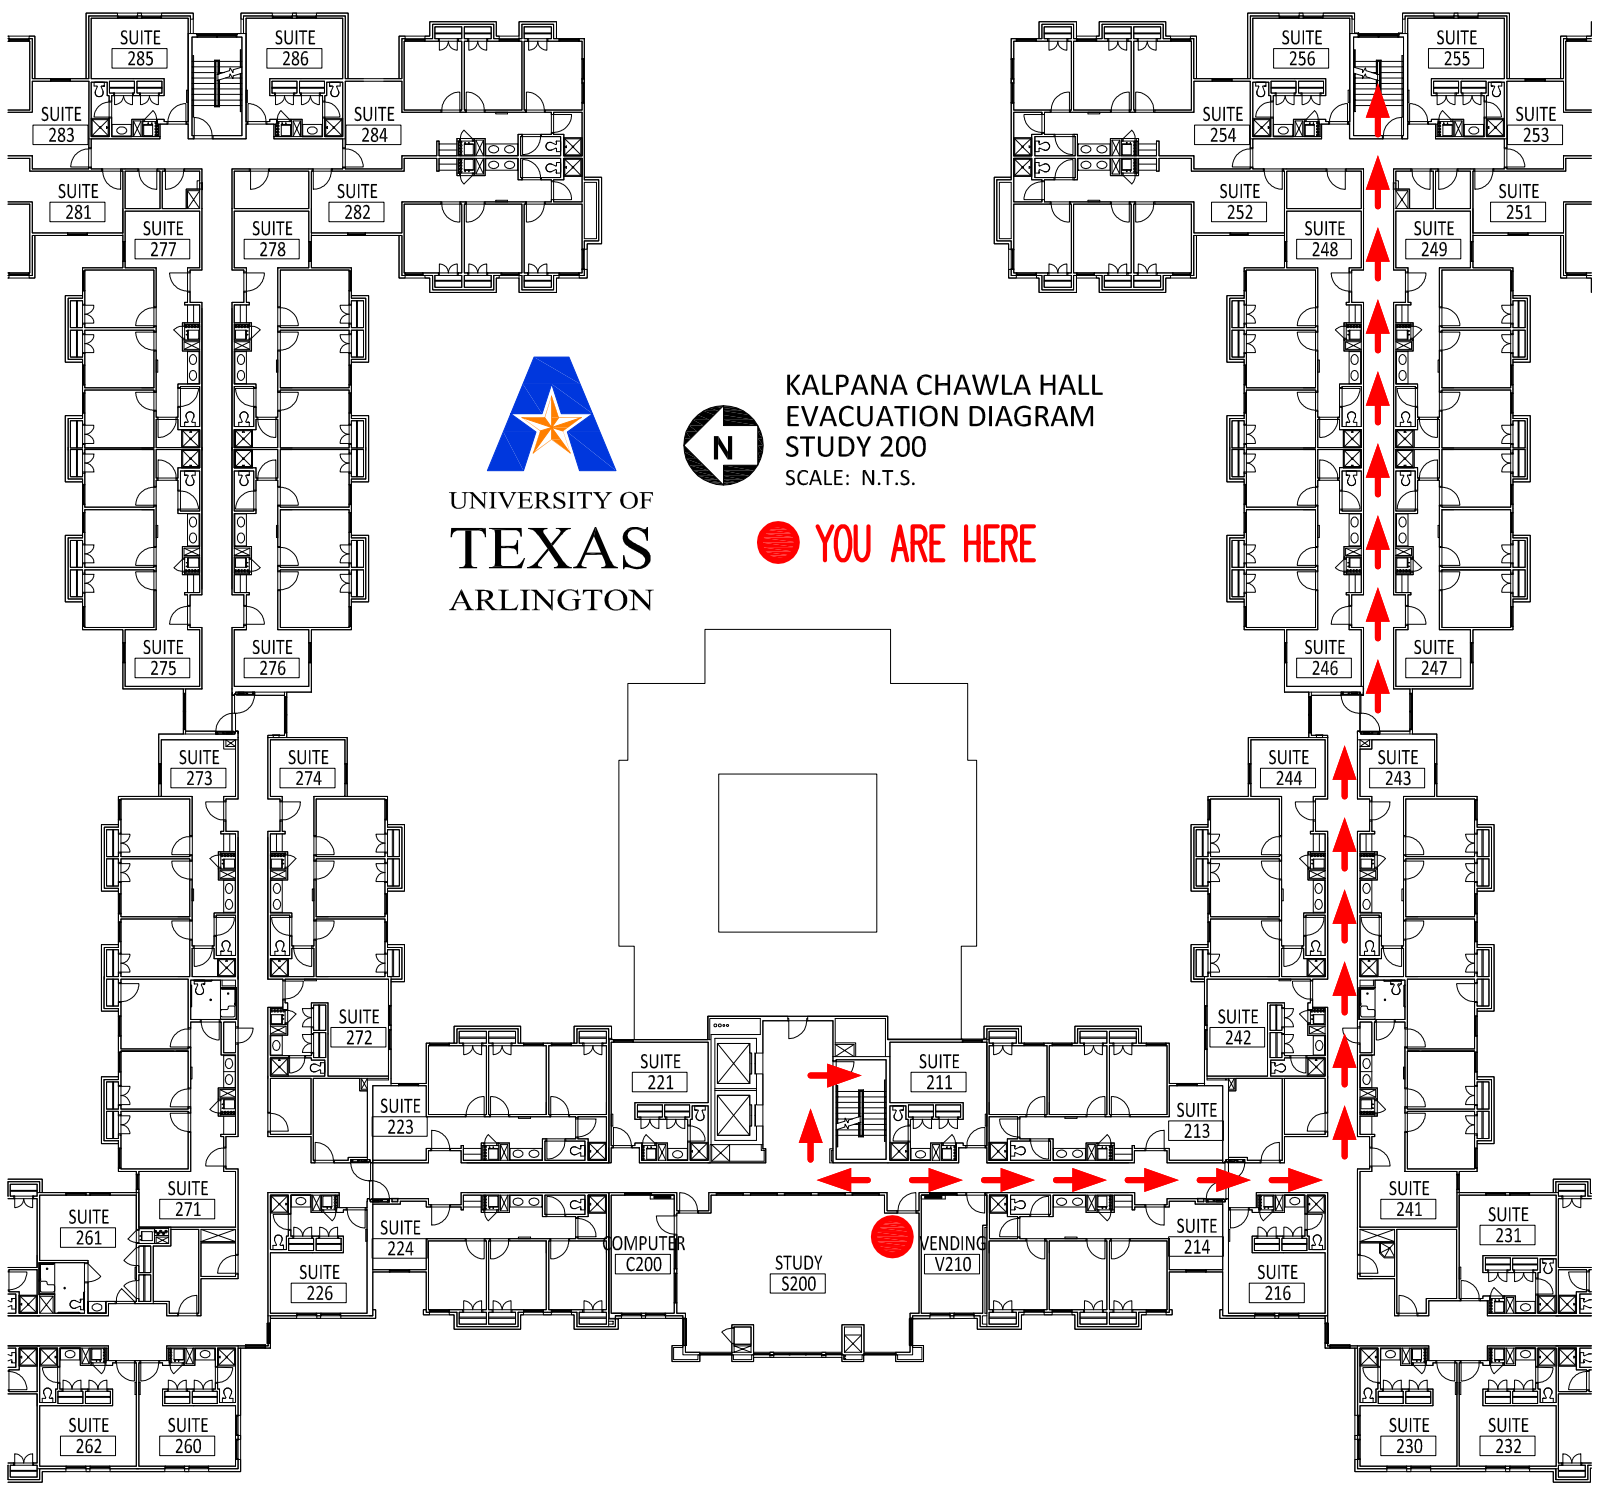 SUITE
285
SUITE
286
SUITE
256
SUITE
255
SUITE
283
SUITE
284
SUITE
254
SUITE
253
SUITE
281
SUITE
282
SUITE
252
SUITE
251
SUITE
277
SUITE
278
SUITE
248
SUITE
249
KALPANA CHAWLA HALL
EVACUATION DIAGRAM
STUDY 200
SCALE: N.T.S.
N
UNIVERSITY OF
TEXAS
ARLINGTON
YOU ARE HERE
SUITE
275
SUITE
276
SUITE
246
SUITE
247
SUITE
273
SUITE
274
SUITE
244
SUITE
243
SUITE
272
SUITE
242
SUITE
221
SUITE
211
SUITE
223
SUITE
213
SUITE
271
SUITE
241
SUITE
261
SUITE
224
COMPUTER
C200
STUDY
S200
VENDING
V210
SUITE
214
SUITE
231
SUITE
226
SUITE
216
SUITE
262
SUITE
260
SUITE
230
SUITE
232